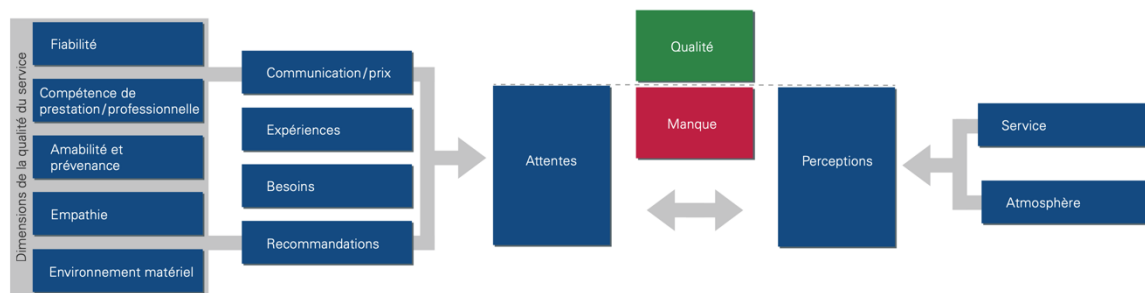 Dimensions de la qualité du service
Fiabilité
Compétence de
prestation/professionnelle
Amabilité et
prévenance
Empathie
Environnement matériel
Communication/prix
Expériences
Besoins
Recommandations
Attentes
Qualité
Manque
Perceptions
Service
Atmosphère